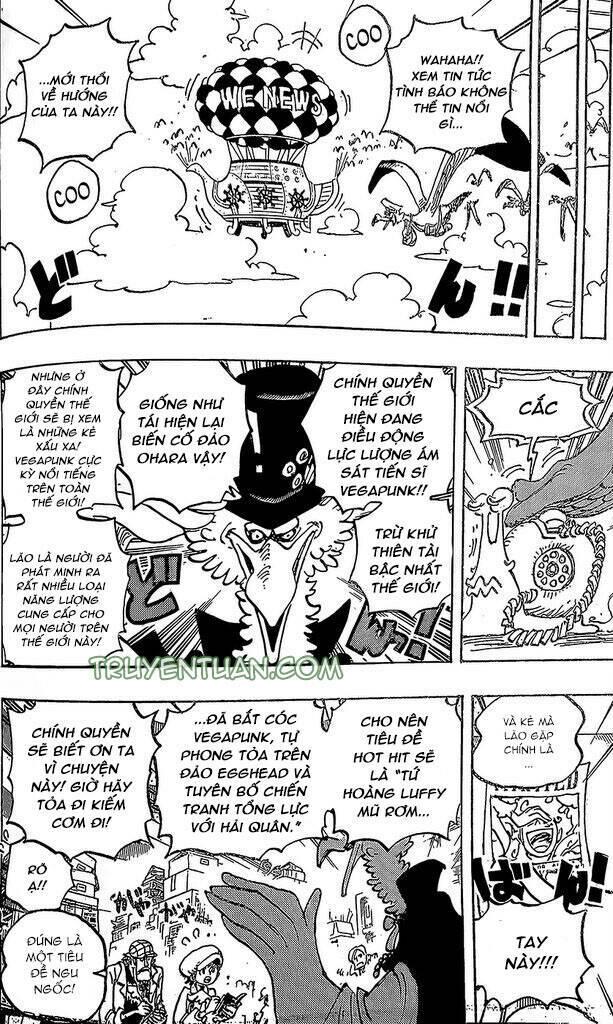 WAHAHA!!
XEM TIN TỨC
TÌNH BÁO KHÔNG
THỂ TIN NỔI
GÌ...
COO
...MỚI THỔI
VỀ HƯỚNG
CỦA TA NÀY!!
WE NEWS
COO
ど
ん!!
CẮC
CHÍNH QUYỀN
THẾ GIỚI
HIỆN ĐANG
ĐIỀU ĐỘNG
LỰC LƯỢNG ÁM
SÁT TIẾN SĨ
VEGAPUNK!!
TRỪ KHỬ
THIÊN TÀI
BẬC NHẤT
THẾ GIỚI!
GIỐNG NHƯ
TÁI HIỆN LẠI
BIẾN CỐ ĐẢO
OHARA VẬY!
ど
んっ!
NHƯNG Ở
ĐÂY CHÍNH
QUYỀN THẾ
GIỚI SẼ BỊ XEM
LÀ NHỮNG KẺ
XẤU XA!
VEGAPUNK CỰC
KỲ NỔI TIẾNG
TRÊN TOÀN
THẾ GIỚI!
LÃO LÀ NGƯỜI ĐÃ
PHÁT MINH RA
RẤT NHIỀU LOẠI
NĂNG LƯỢNG
CUNG CẤP CHO
MỌI NGƯỜI TRÊN
THẾ GIỚI NÀY!
TRUYENTUAN.COM
VÀ KẺ MÀ
LÃO GẶP
CHÍNH LÀ
...
ばん!
TAY
NÀY!!!
CHO NÊN
TIÊU ĐỀ
HOT HIT SẼ
LÀ "TỨ
HOÀNG LUFFY
MŨ RƠM...
...ĐÃ BẮT CÓC
VEGAPUNK, TỰ
PHONG TỎA TRÊN
ĐẢO EGGHEAD VÀ
TUYÊN BỐ CHIẾN
TRANH TỔNG LỰC
VỚI HẢI QUÂN."
CHÍNH QUYỀN
SẼ BIẾT ƠN TA
VÌ CHUYỆN
NÀY! GIỜ HÃY
TỎA ĐI KIẾM
CƠM ĐI!
RÕ
Ạ!!
ĐÚNG LÀ
MỘT TIÊU
ĐỀ NGU
NGỐC!